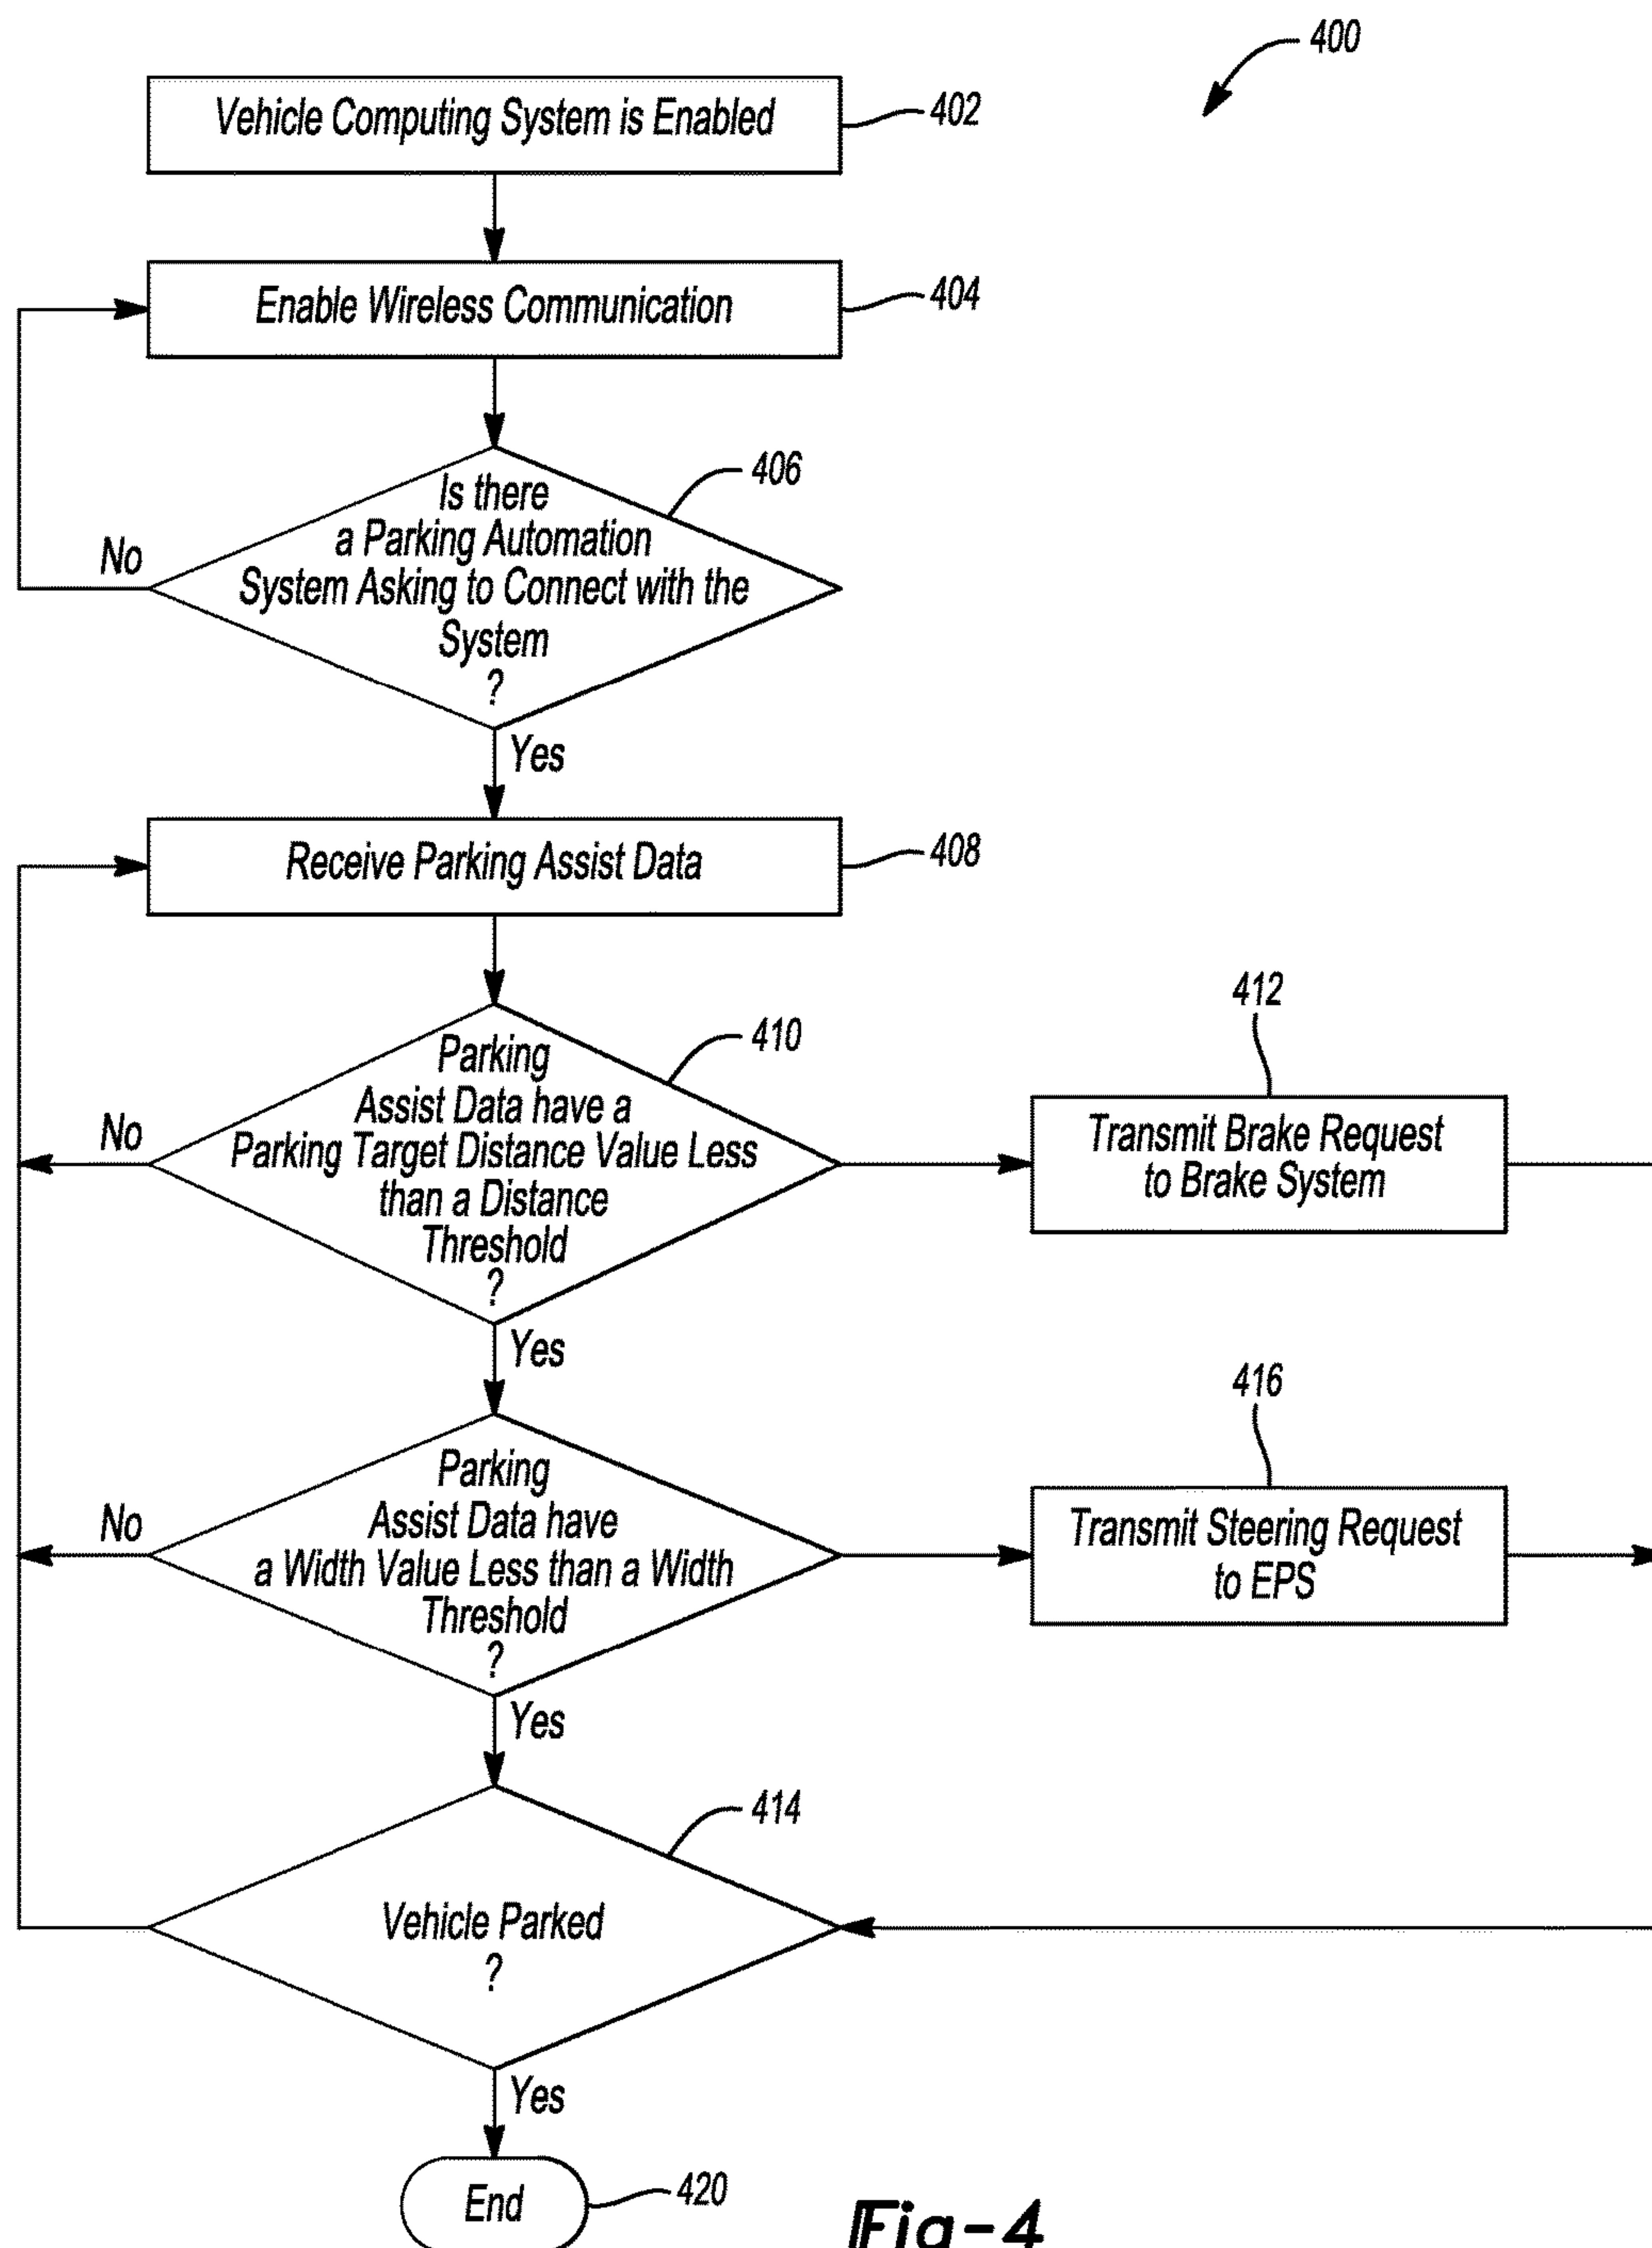 400
Vehicle Computing System is Enabled
402
Enable Wireless Communication
404
406
Is there
a Parking Automation
System Asking to Connect with the
System
?
No
Yes
Receive Parking Assist Data
408
410
Parking
Assist Data have a
Parking Target Distance Value Less
than a Distance
Threshold
?
No
Yes
412
Transmit Brake Request
to Brake System
Parking
Assist Data have
a Width Value Less than a Width
Threshold
?
No
Yes
416
Transmit Steering Request
to EPS
414
Vehicle Parked
?
Yes
End
420
Fig-4